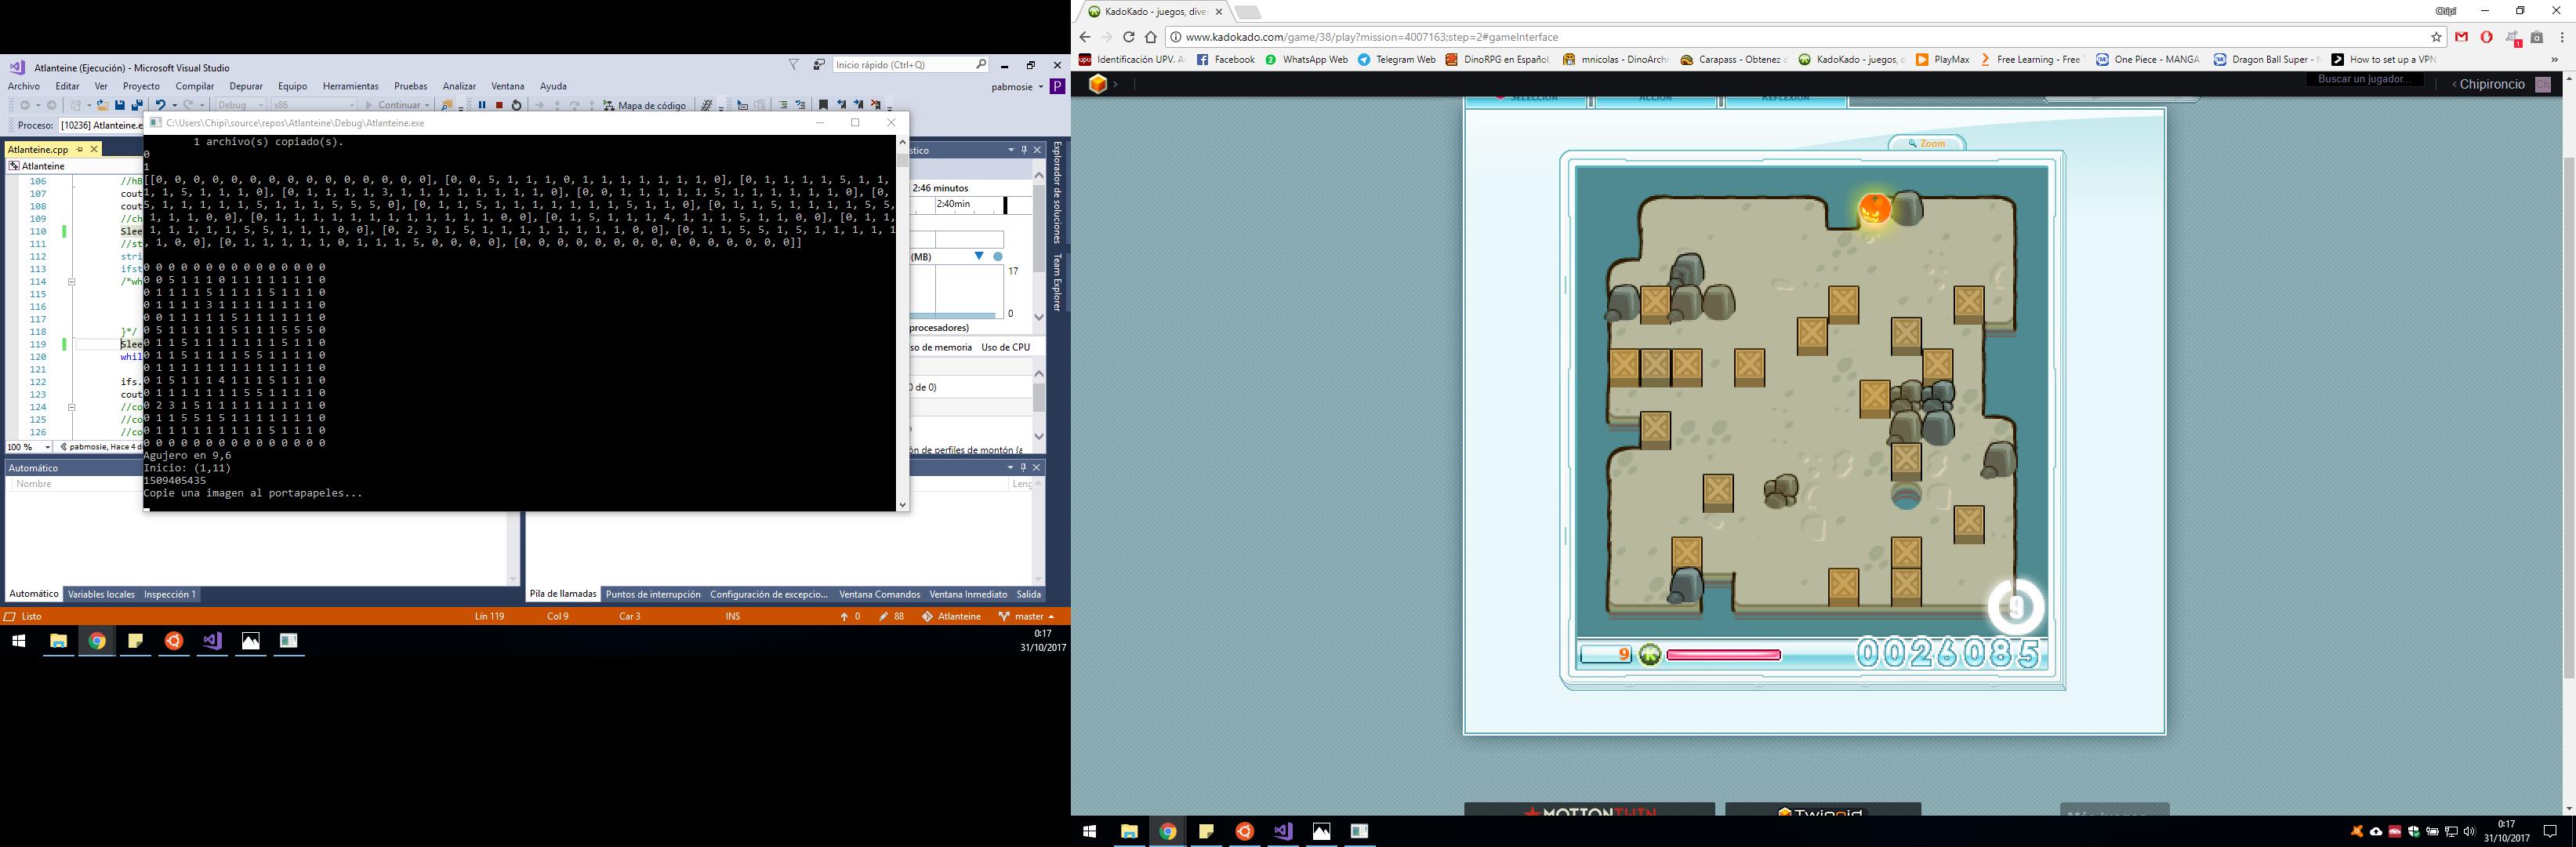 Atlanteine (Ejecución) - Microsoft Visual Studio
Inicio rápido (Ctrl+Q)
Archivo Editar Ver Proyecto Compilar Depurar Equipo Herramientas Pruebas Analizar Ventana Ayuda
pabmosie P
Debug x86 Continuar Mapa de código
Proceso: [10236] Atlanteine.e
C:\Users\Chipi\source\repos\Atlanteine\Debug\Atlanteine.exe
Atlanteine.cpp
Atlanteine
106 //hB
107 cout
108 cout
109 //ch
110 Slee
111 //st
112 stri
113 ifst
114 /*wh
115
116
117
118 }*/
119 Slee
120 whil
121
122 ifs.
123 cout
124 //co
125 //co
126 //co
100 % pabmosie, Hace 4 d
1 archivo(s) copiado(s).
0
1
[[0, 0, 0, 0, 0, 0, 0, 0, 0, 0, 0, 0, 0, 0, 0], [0, 0, 5, 1, 1, 1, 0, 1, 1, 1, 1, 1, 1, 1, 0], [0, 1, 1, 1, 1, 5, 1, 1,
1, 1, 5, 1, 1, 1, 0], [0, 1, 1, 1, 1, 3, 1, 1, 1, 1, 1, 1, 1, 1, 0], [0, 0, 1, 1, 1, 1, 1, 5, 1, 1, 1, 1, 1, 1, 0], [0,
5, 1, 1, 1, 1, 1, 5, 1, 1, 1, 5, 5, 5, 0], [0, 1, 1, 5, 1, 1, 1, 1, 1, 1, 1, 5, 1, 1, 0], [0, 1, 1, 5, 1, 1, 1, 1, 5, 5,
1, 1, 1, 0, 0], [0, 1, 1, 1, 1, 1, 1, 1, 1, 1, 1, 1, 1, 0, 0], [0, 1, 5, 1, 1, 1, 4, 1, 1, 1, 5, 1, 1, 0, 0], [0, 1, 1,
1, 1, 1, 1, 1, 5, 5, 1, 1, 1, 0, 0], [0, 2, 3, 1, 5, 1, 1, 1, 1, 1, 1, 1, 1, 0, 0], [0, 1, 1, 5, 5, 1, 5, 1, 1, 1, 1, 1
, 1, 0, 0], [0, 1, 1, 1, 1, 1, 0, 1, 1, 1, 5, 0, 0, 0, 0], [0, 0, 0, 0, 0, 0, 0, 0, 0, 0, 0, 0, 0, 0, 0]]
0 0 0 0 0 0 0 0 0 0 0 0 0 0 0
0 0 5 1 1 1 0 1 1 1 1 1 1 1 0
0 1 1 1 1 5 1 1 1 1 5 1 1 1 0
0 1 1 1 1 3 1 1 1 1 1 1 1 1 0
0 0 1 1 1 1 1 5 1 1 1 1 1 1 0
0 5 1 1 1 1 1 5 1 1 1 5 5 5 0
0 1 1 5 1 1 1 1 1 1 1 5 1 1 0
0 1 1 5 1 1 1 1 5 5 1 1 1 1 0
0 1 1 1 1 1 1 1 1 1 1 1 1 1 0
0 1 5 1 1 1 4 1 1 1 5 1 1 1 0
0 1 1 1 1 1 1 1 5 5 1 1 1 1 0
0 2 3 1 5 1 1 1 1 1 1 1 1 1 0
0 1 1 5 5 1 5 1 1 1 1 1 1 1 0
0 1 1 1 1 1 1 1 1 1 5 1 1 1 0
0 0 0 0 0 0 0 0 0 0 0 0 0 0 0
Agujero en 9,6
Inicio: (1,11)
1509405435
Copie una imagen al portapapeles...
óstico
2:46 minutos
2:40min
(MB)
17
0
procesadores)
so de memoria Uso de CPU
0 de 0)
ón de perfiles de montón (a
Explorador de soluciones
Team Explorer
Automático
Nombre
Leng
Automático Variables locales Inspección 1
Pila de llamadas Puntos de interrupción Configuración de excepcio... Ventana Comandos Ventana Inmediato Salida
Listo Lín 119 Col 9 Car 3 INS 0 88 Atlanteine master
0:17
31/10/2017
KadoKado - juegos, dive
Chipi
www.kadokado.com/game/38/play?mission=4007163;step=2#gameInterface
Identificación UPV. A Facebook WhatsApp Web Telegram Web DinoRPG en Español, mnicolas - DinoArch Carapass - Obtenez KadoKado - juegos, d PlayMax Free Learning - Free One Piece - MANGA Dragon Ball Super - How to set up a VPN
Buscar un jugador...
Chipironcio Ch
SELECCIÓN ACCIÓN REFLEXIÓN
Zoom
9
9 0026085
MOTTONTWIN
Twinoid
Más juegos
0:17
31/10/2017